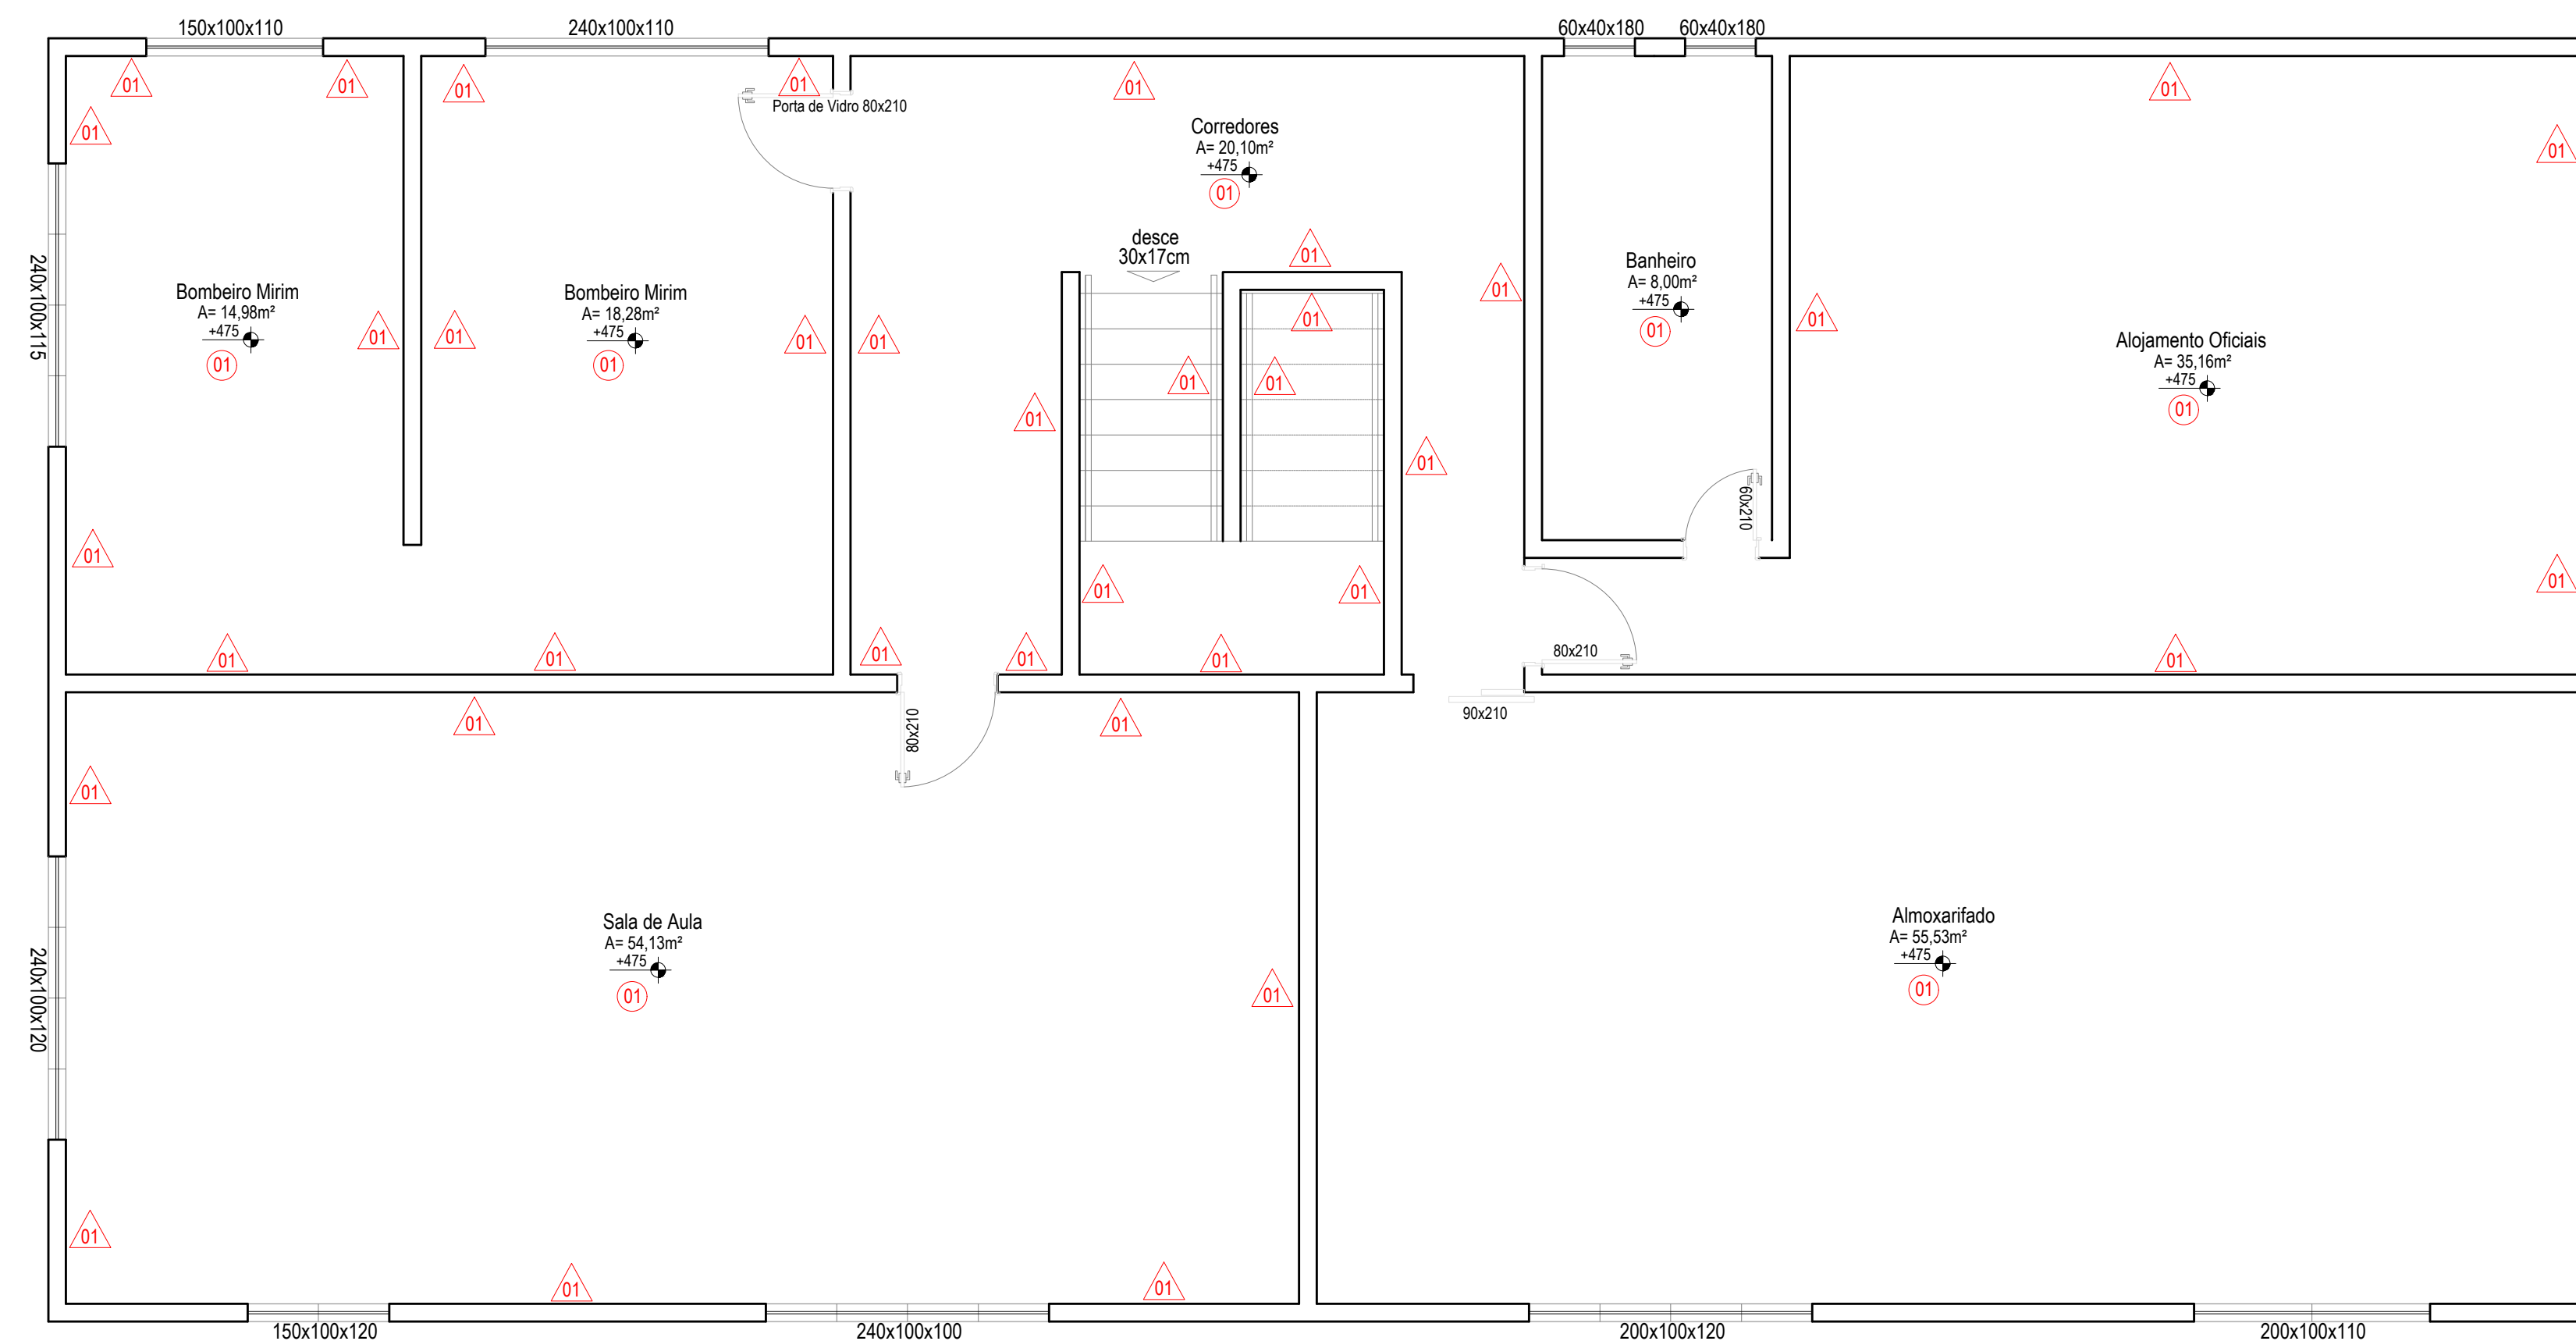 150x100x110
240x100x110
60x40x180
60x40x180
01
01
01
01
01
01
01
01
Porta de Vidro 80x210
01
01
Corredores
A= 20,10m²
+475
01
desce
30x17cm
01
01
Banheiro
A= 8,00m²
+475
01
240x100x115
Bombeiro Mirim
A= 14,98m²
+475
01
Bombeiro Mirim
A= 18,28m²
+475
01
01
01
01
01
01
01
Alojamento Oficiais
A= 35,16m²
+475
01
01
01
01
01
60x210
01
01
01
01
01
01
01
01
01
01
80x210
01
01
01
80x210
90x210
01
Sala de Aula
A= 54,13m²
+475
01
01
Almoxarifado
A= 55,53m²
+475
01
240x100x120
01
01
01
150x100x120
240x100x100
200x100x120
200x100x110